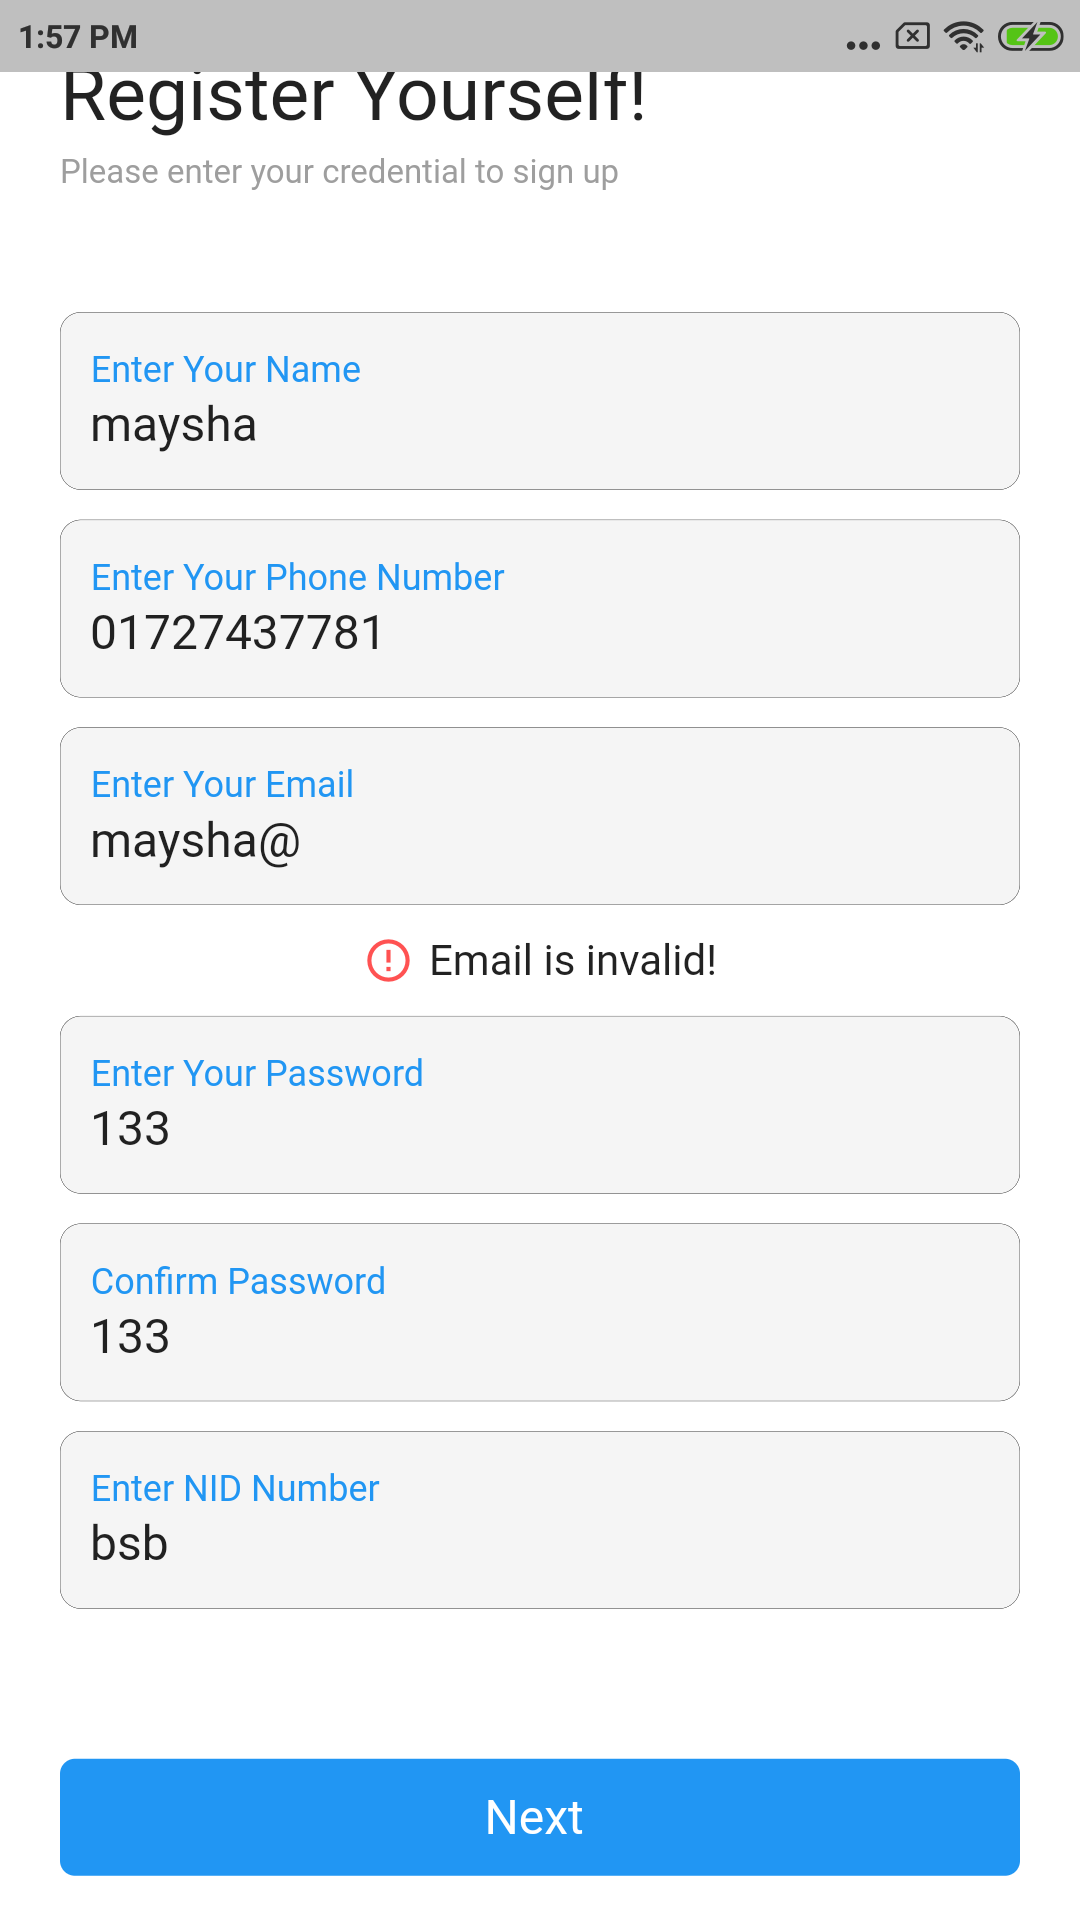 1:57 PM
Register Yourself!
Please enter your credential to sign up
Enter Your Name
maysha
Enter Your Phone Number
01727437781
Enter Your Email
maysha@
Email is invalid!
Enter Your Password
133
Confirm Password
133
Enter NID Number
bsb
Next